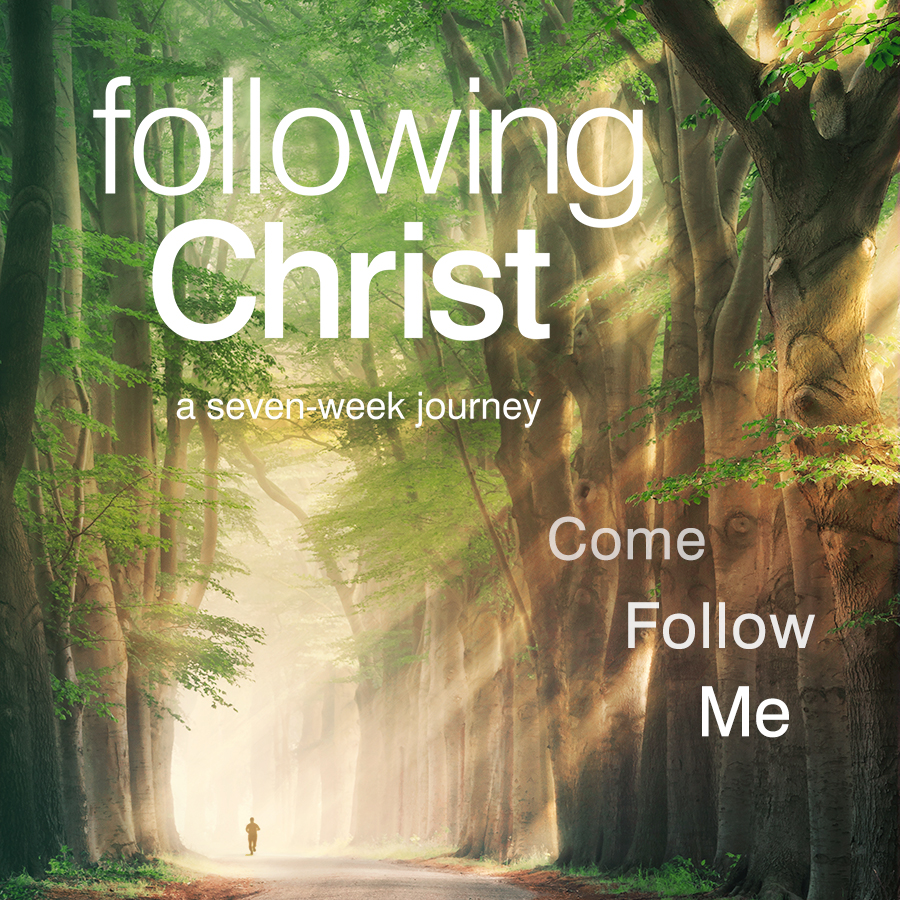 following
Christ
a seven-week journey
Come
Follow
Me